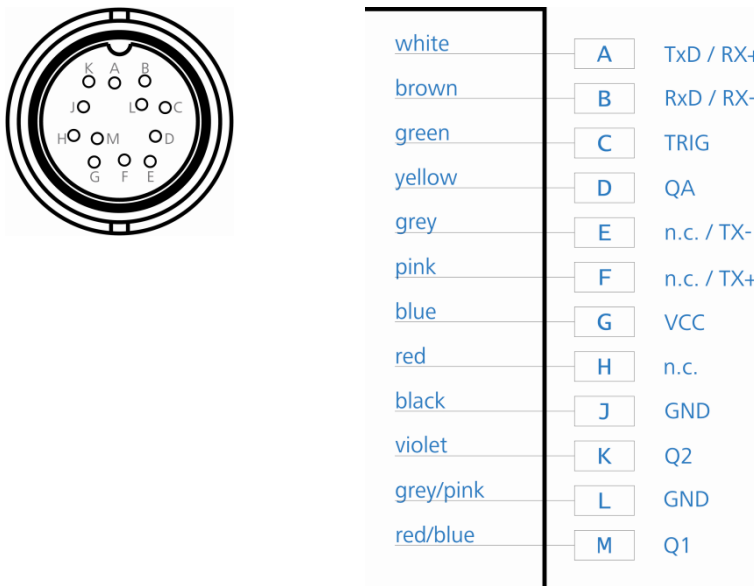 K A B
J L C
H M D
G F E
white A TxD / RX+
brown B RxD / RX-
green C TRIG
yellow D QA
grey E n.c. / TX-
pink F n.c. / TX+
blue G VCC
red H n.c.
black J GND
violet K Q2
grey/pink L GND
red/blue M Q1